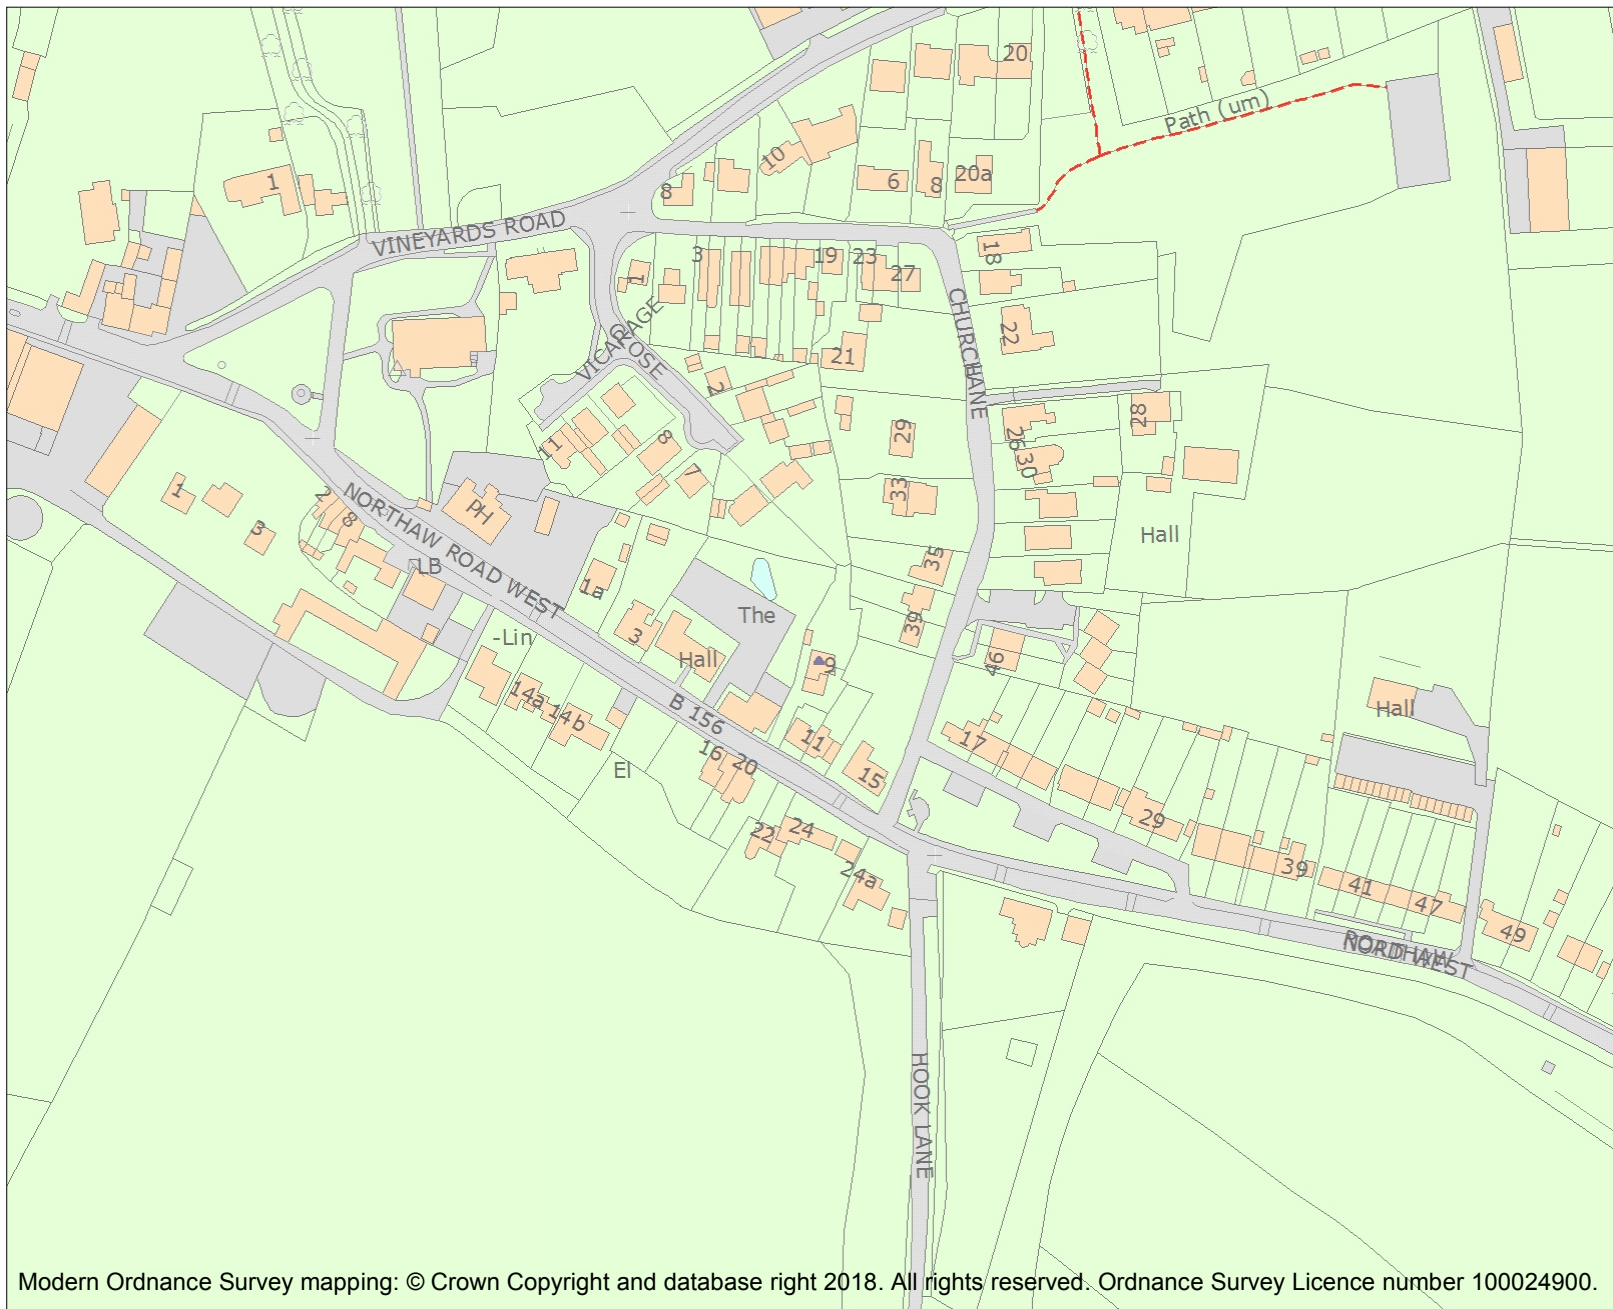 20
Path (um)
10
1
8
6
8
20a
VINEYARDS ROAD
3
19
23
27
18
1
VICARAGE
CROSE
CHURCH
LANE
22
21
2
28
29
26
30
11
8
7
33
1
2
8
3
NORTHAW ROAD WEST
PH
Hall
LB
35
1a
The
39
-Lin
3
Hall
9
46
14a
14b
B 156
Hall
16
20
11
17
15
El
22
24
29
24a
39
41
47
49
NORTHAW
ROAD WEST
HOOK LANE
Modern Ordnance Survey mapping: © Crown Copyright and database right 2018. All rights reserved. Ordnance Survey Licence number 100024900.